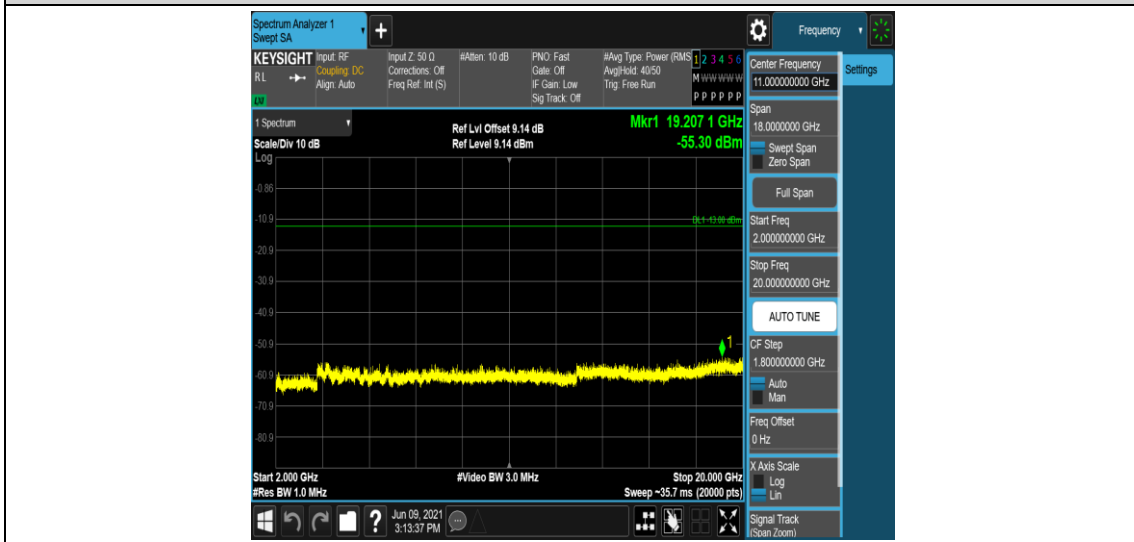 Spectrum Analyzer 1
Swept SA
+
Frequency
KEYSIGHT
RL
LXI
Input: RF
Coupling: DC
Align: Auto
Input Z: 50 Ω
Corrections: Off
Freq Ref: Int (S)
#Atten: 10 dB
PNO: Fast
Gate: Off
IF Gain: Low
Sig Track: Off
#Avg Type: Power (RMS
Avg|Hold: 40/50
Trig: Free Run
1 2 3 4 5 6
M W W W W W
P P P P P P
1 Spectrum
Scale/Div 10 dB
Log
Ref Lvl Offset 9.14 dB
Ref Level 9.14 dBm
Mkr1 19.207 1 GHz
-55.30 dBm
-0.86
-10.9
DL1 -13.00 dBm
-20.9
-30.9
-40.9
-50.9
1
-60.9
-70.9
-80.9
Start 2.000 GHz
#Res BW 1.0 MHz
#Video BW 3.0 MHz
Stop 20.000 GHz
Sweep ~35.7 ms (20000 pts)
?
Jun 09, 2021
3:13:37 PM
Center Frequency
11.000000000 GHz
Settings
Span
18.0000000 GHz
Swept Span
Zero Span
Full Span
Start Freq
2.000000000 GHz
Stop Freq
20.000000000 GHz
AUTO TUNE
CF Step
1.800000000 GHz
Auto
Man
Freq Offset
0 Hz
X Axis Scale
Log
Lin
Signal Track
(Span Zoom)